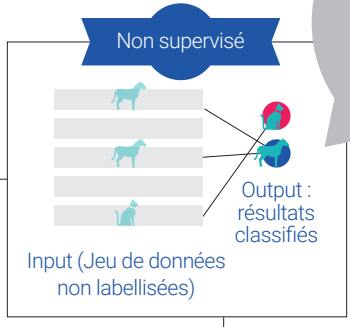 Non supervisé
Output :
résultats
classifiés
Input (Jeu de données
non labellisées)